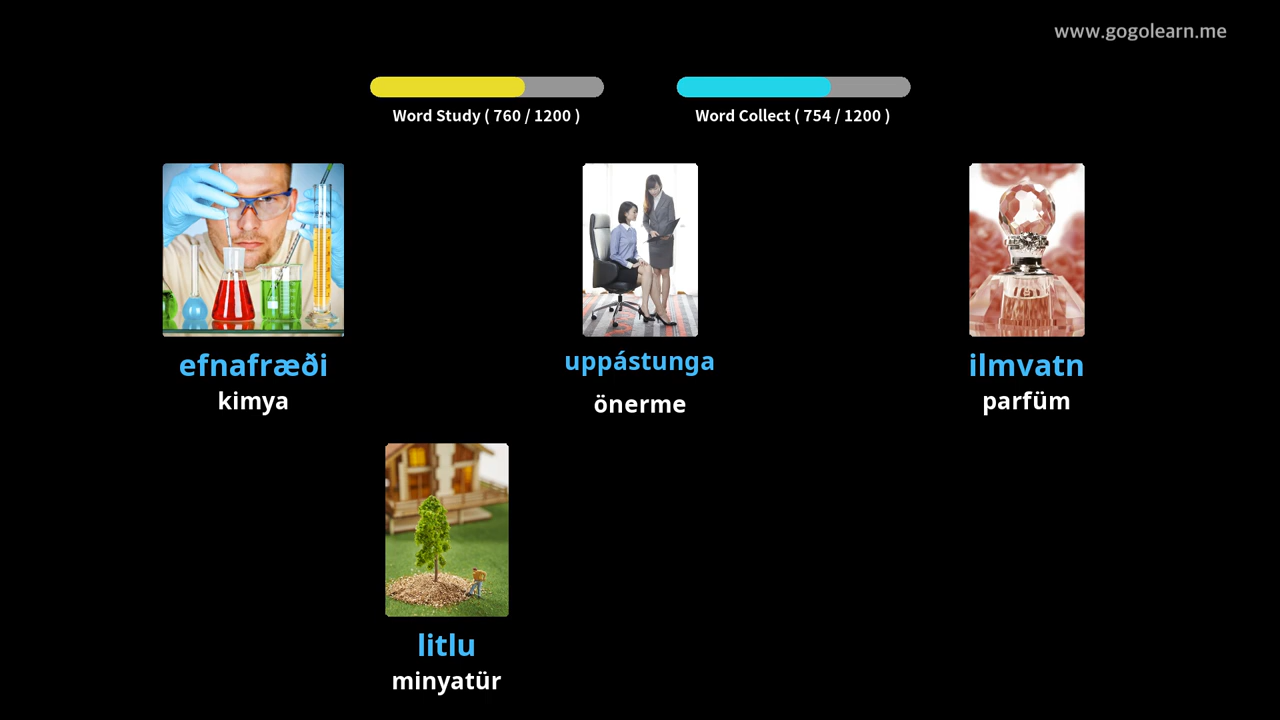 www.gogolearn.me
Word Study ( 760 / 1200 )
Word Collect ( 754 / 1200 )
efnafræði
kimya
uppástunga
önerme
ilmvatn
parfüm
litlu
minyatür